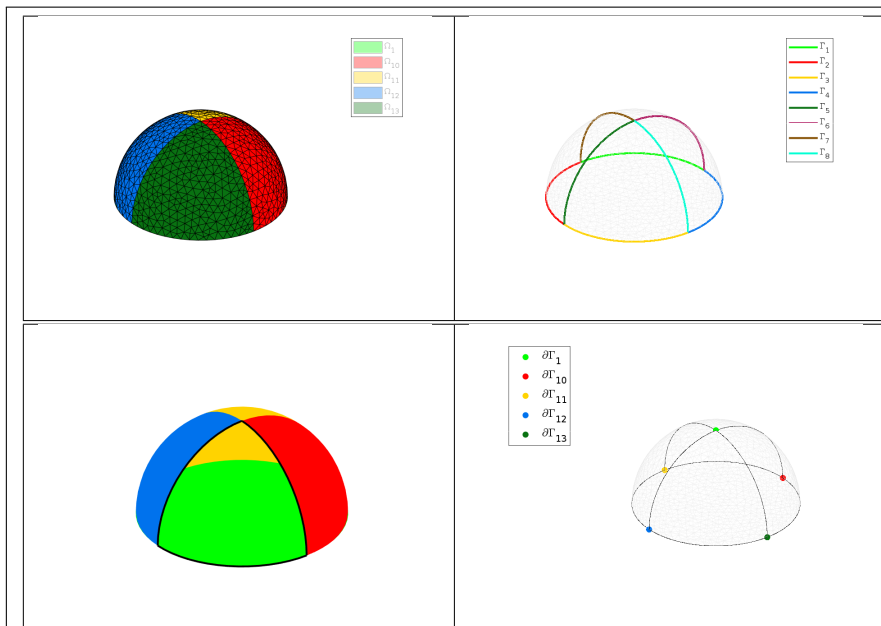 Ω₁
Ω₁₀
Ω₁₁
Ω₁₂
Ω₁₃
Γ₁
Γ₂
Γ₃
Γ₄
Γ₅
Γ₆
Γ₇
Γ₈
∂Γ₁
∂Γ₁₀
∂Γ₁₁
∂Γ₁₂
∂Γ₁₃